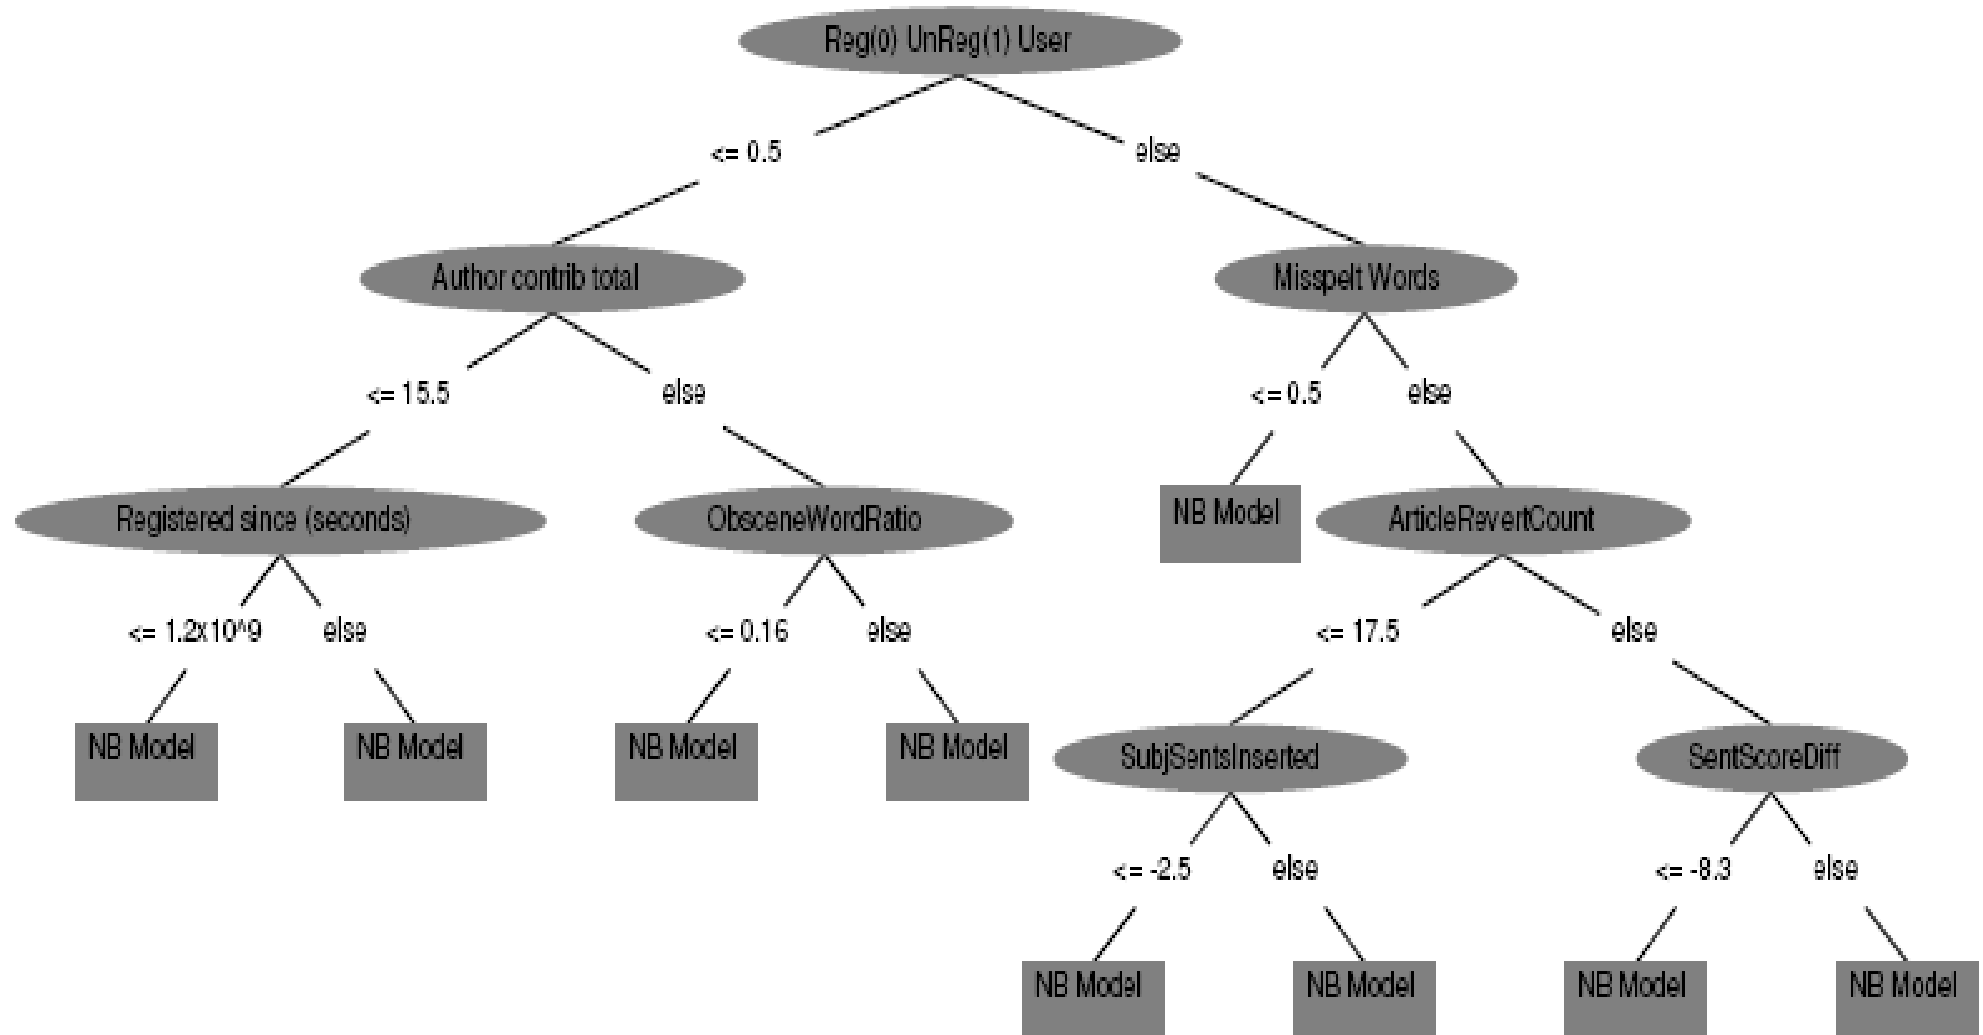 Reg(0) UnReg(1) User
<= 0.5
else
Author contrib total
Misspelt Words
<= 15.5
else
<= 0.5
else
Registered since (seconds)
ObsceneWordRatio
NB Model
ArticleRevertCount
<= 1.2x10^9
else
<= 0.16
else
<= 17.5
else
NB Model
NB Model
NB Model
NB Model
SubjSentsInserted
SentScoreDiff
<= -2.5
else
<= -8.3
else
NB Model
NB Model
NB Model
NB Model